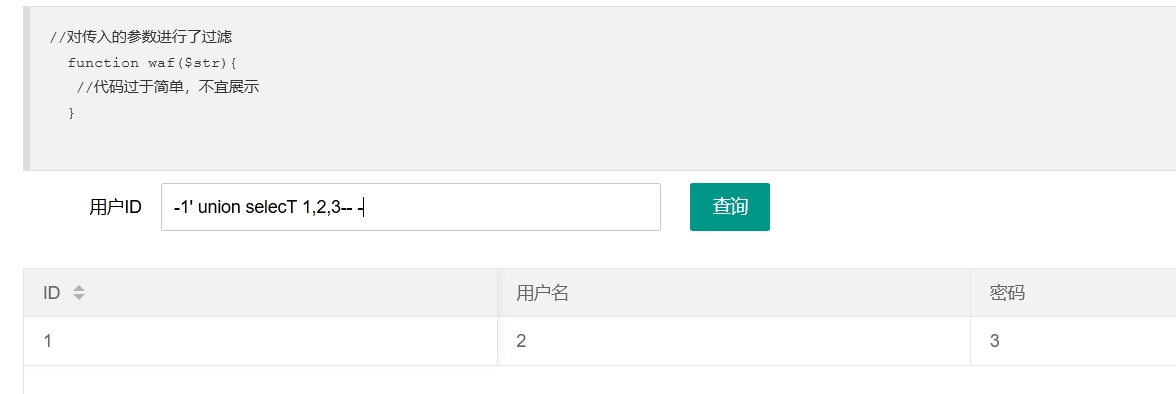 //对传入的参数进行了过滤
function waf($str){
//代码过于简单，不宜展示
}
用户ID -1' union selecT 1,2,3-- - 查询
ID 用户名 密码
1 2 3